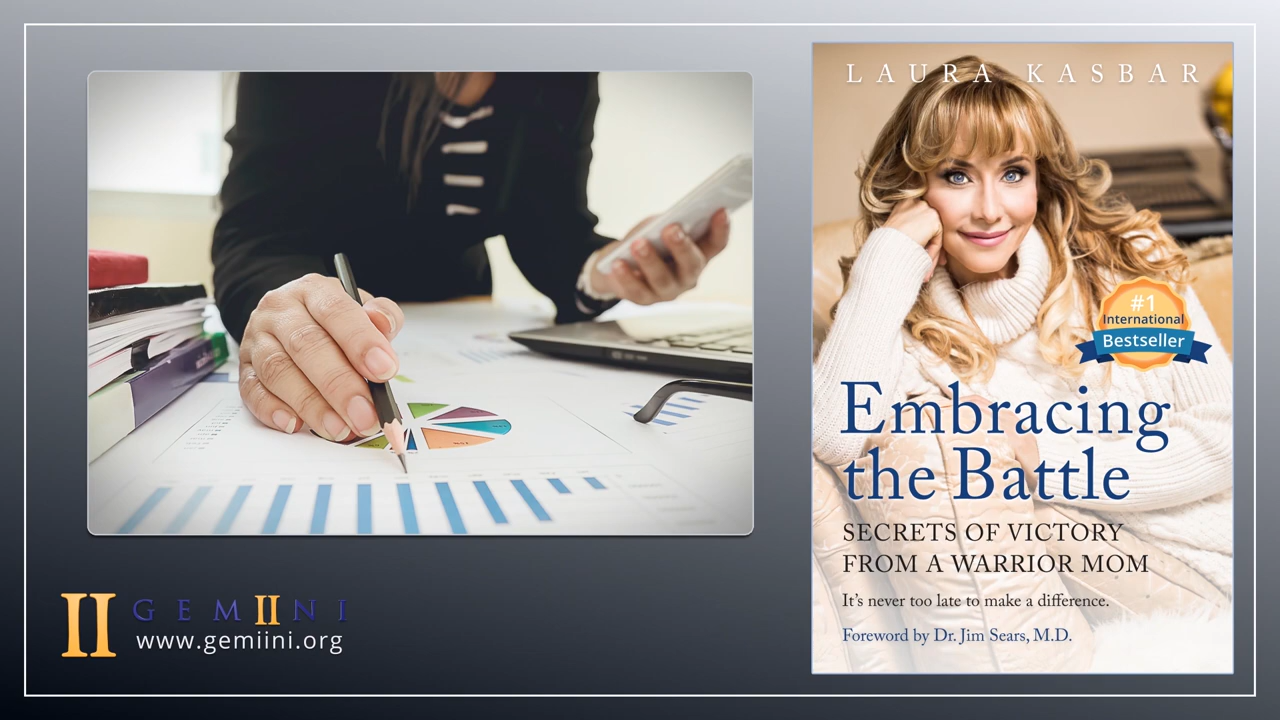 GEMIINI
www.gemiini.org
LAURA KASBAR
#1
International
Bestseller
Embracing
the Battle
SECRETS OF VICTORY
FROM A WARRIOR MOM
It's never too late to make a difference.
Foreword by Dr. Jim Sears, M.D.